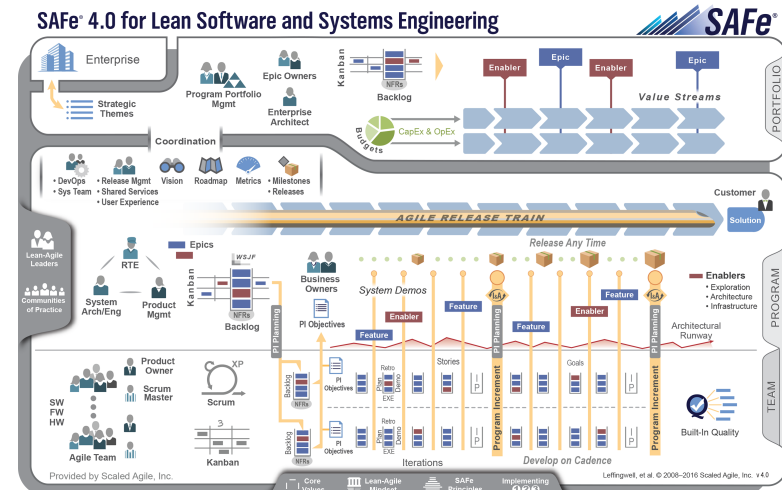 SAFe® 4.0 for Lean Software and Systems Engineering
SAFe®
Enterprise
Strategic
Themes
Program Portfolio
Mgmt
Epic Owners
Enterprise
Architect
Kanban
NFRs
Backlog
Enabler
Epic
Enabler
Epic
Value Streams
Budgets
CapEx & OpEx
PORTFOLIO
Coordination
• DevOps
• Sys Team
• Release Mgmt
• Shared Services
• User Experience
Vision
Roadmap
Metrics
• Milestones
• Releases
Customer
Solution
AGILE RELEASE TRAIN
Release Any Time
Lean-Agile
Leaders
Communities
of Practice
RTE
System
Arch/Eng
Product
Mgmt
Epics
Kanban
WSJF
NFRs
Backlog
Business
Owners
PI Objectives
PI Planning
System Demos
Feature
Enabler
Feature
I&A
PI Planning
Feature
Enabler
Feature
I&A
PI Planning
Enablers
• Exploration
• Architecture
• Infrastructure
Architectural
Runway
PROGRAM
Product
Owner
Scrum
Master
SW
FW
HW
Agile Team
XP
Scrum
3
Kanban
Backlog
NFRs
PI
Objectives
Plan
Retro
Demo
EXE
Stories
I
P
Program Increment
Goals
I
P
Program Increment
Backlog
NFRs
PI
Objectives
Plan
Retro
Demo
EXE
I
P
I
P
Iterations
Develop on Cadence
Built-In Quality
TEAM
Provided by Scaled Agile, Inc.
Leffingwell, et al. © 2008–2016 Scaled Agile, Inc. v 4.0
Core
Values
Lean-Agile
Mindset
SAFe
Principles
Implementing
1 2 3